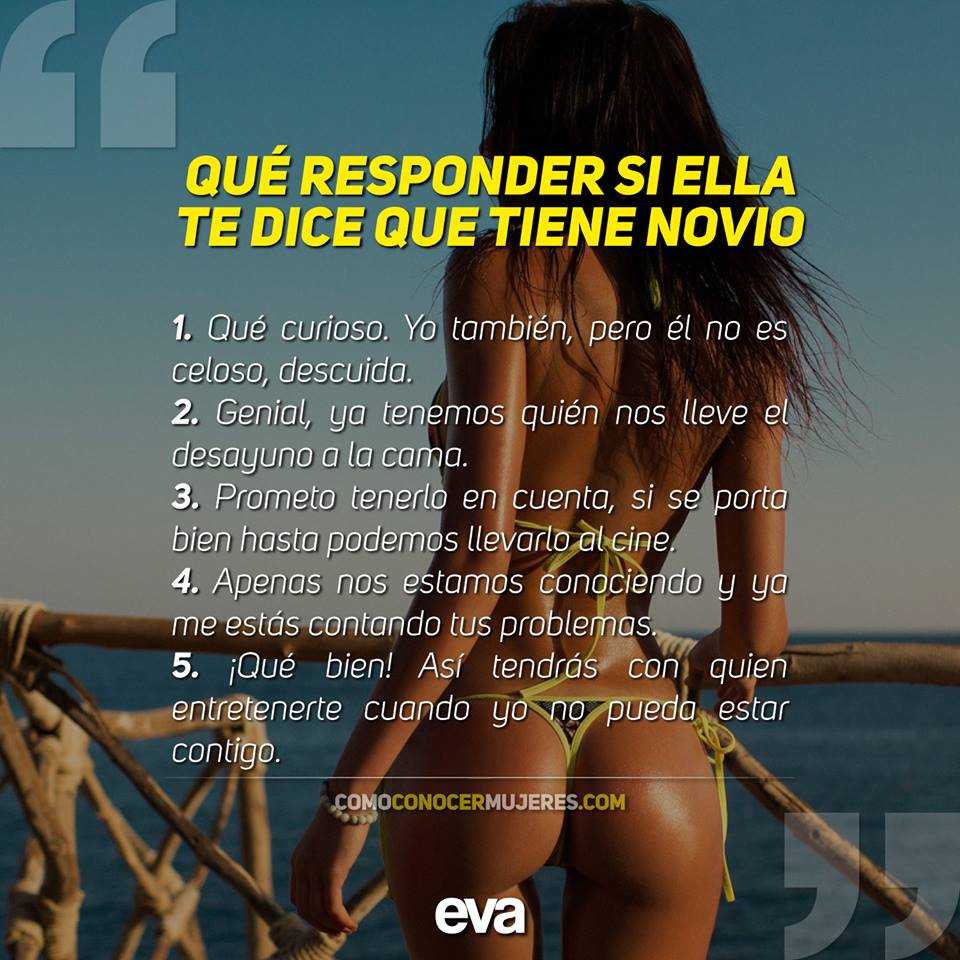 QUÉ RESPONDER SI ELLA
TE DICE QUE TIENE NOVIO
1. Qué curioso. Yo también, pero él no es
celoso, descuida.
2. Genial, ya tenemos quién nos lleve el
desayuno a la cama.
3. Prometo tenerlo en cuenta, si se porta
bien hasta podemos llevarlo al cine.
4. Apenas nos estamos conociendo y ya
me estás contando tus problemas.
5. ¡Qué bien! Así tendrás con quien
entretenerte cuando yo no pueda estar
contigo.
COMOCONOCERMUJERES.COM
eva